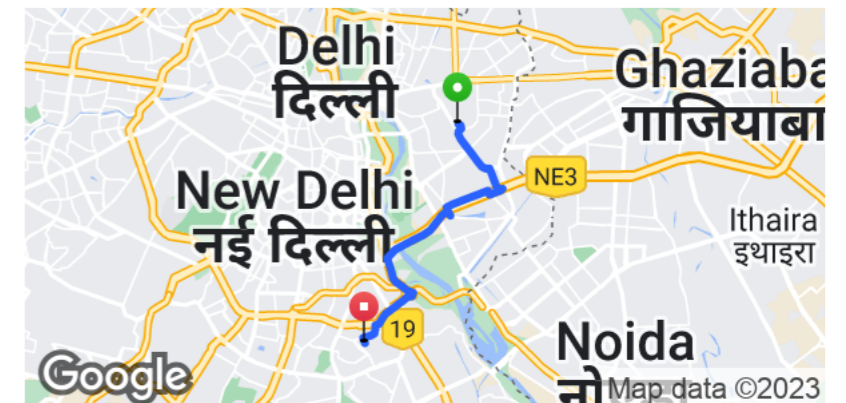 Delhi
दिल्ली
Ghaziaba
गाजियाबा
NE3
New Delhi
नई दिल्ली
Ithaira
इथाइरा
19
Noida
Google
Map data ©2023